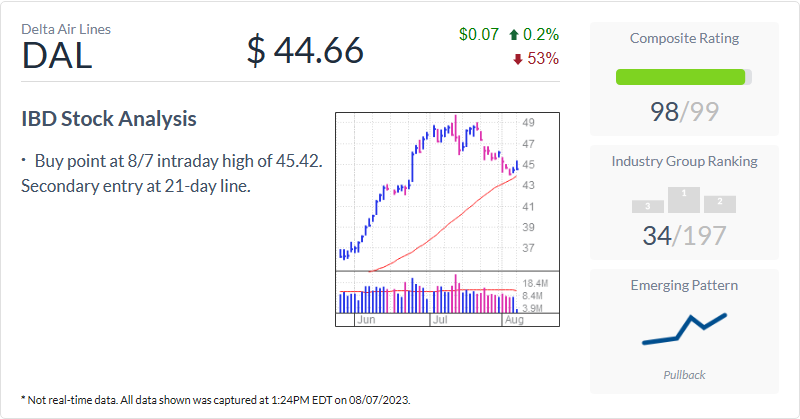 Delta Air Lines
DAL
$ 44.66
$0.07 0.2%
53%
IBD Stock Analysis
· Buy point at 8/7 intraday high of 45.42.
Secondary entry at 21-day line.
49
47
45
43
41
39
37
18.4M
8.4M
3.9M
Jun Jul Aug
* Not real-time data. All data shown was captured at 1:24PM EDT on 08/07/2023.
Composite Rating
98/99
Industry Group Ranking
3 1 2
34/197
Emerging Pattern
Pullback